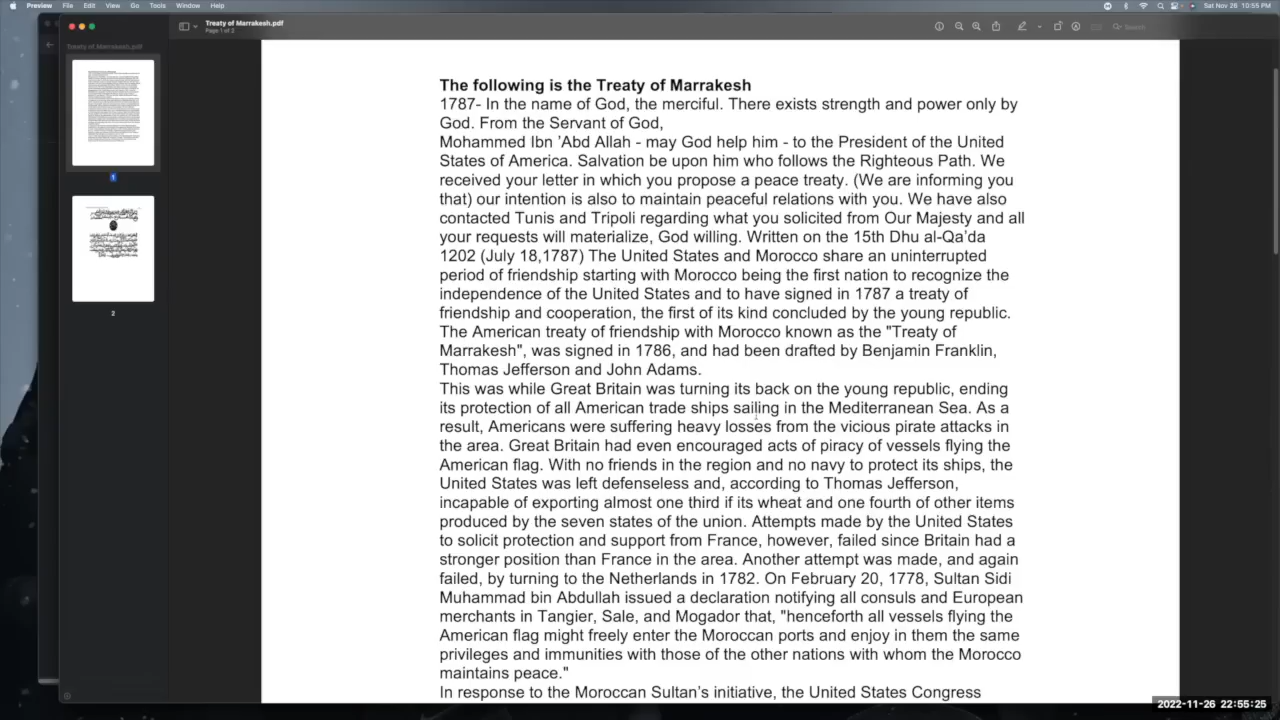 Preview File Edit View Go Tools Window Help
Sat Nov 26 10:55 PM
Treaty of Marrakesh.pdf
Page 1 of 2
Search
Treaty of Marrakesh.pdf
1
2
The following is the Treaty of Marrakesh
1787- In the name of God, the merciful. There exists strength and power only by
God. From the Servant of God,
Mohammed Ibn 'Abd Allah - may God help him - to the President of the United
States of America. Salvation be upon him who follows the Righteous Path. We
received your letter in which you propose a peace treaty. (We are informing you
that) our intention is also to maintain peaceful relations with you. We have also
contacted Tunis and Tripoli regarding what you solicited from Our Majesty and all
your requests will materialize, God willing. Written on the 15th Dhu al-Qa'da
1202 (July 18,1787) The United States and Morocco share an uninterrupted
period of friendship starting with Morocco being the first nation to recognize the
independence of the United States and to have signed in 1787 a treaty of
friendship and cooperation, the first of its kind concluded by the young republic.
The American treaty of friendship with Morocco known as the "Treaty of
Marrakesh", was signed in 1786, and had been drafted by Benjamin Franklin,
Thomas Jefferson and John Adams.
This was while Great Britain was turning its back on the young republic, ending
its protection of all American trade ships sailing in the Mediterranean Sea. As a
result, Americans were suffering heavy losses from the vicious pirate attacks in
the area. Great Britain had even encouraged acts of piracy of vessels flying the
American flag. With no friends in the region and no navy to protect its ships, the
United States was left defenseless and, according to Thomas Jefferson,
incapable of exporting almost one third if its wheat and one fourth of other items
produced by the seven states of the union. Attempts made by the United States
to solicit protection and support from France, however, failed since Britain had a
stronger position than France in the area. Another attempt was made, and again
failed, by turning to the Netherlands in 1782. On February 20, 1778, Sultan Sidi
Muhammad bin Abdullah issued a declaration notifying all consuls and European
merchants in Tangier, Sale, and Mogador that, "henceforth all vessels flying the
American flag might freely enter the Moroccan ports and enjoy in them the same
privileges and immunities with those of the other nations with whom the Morocco
maintains peace."
In response to the Moroccan Sultan's initiative, the United States Congress
2022-11-26 22:55:25